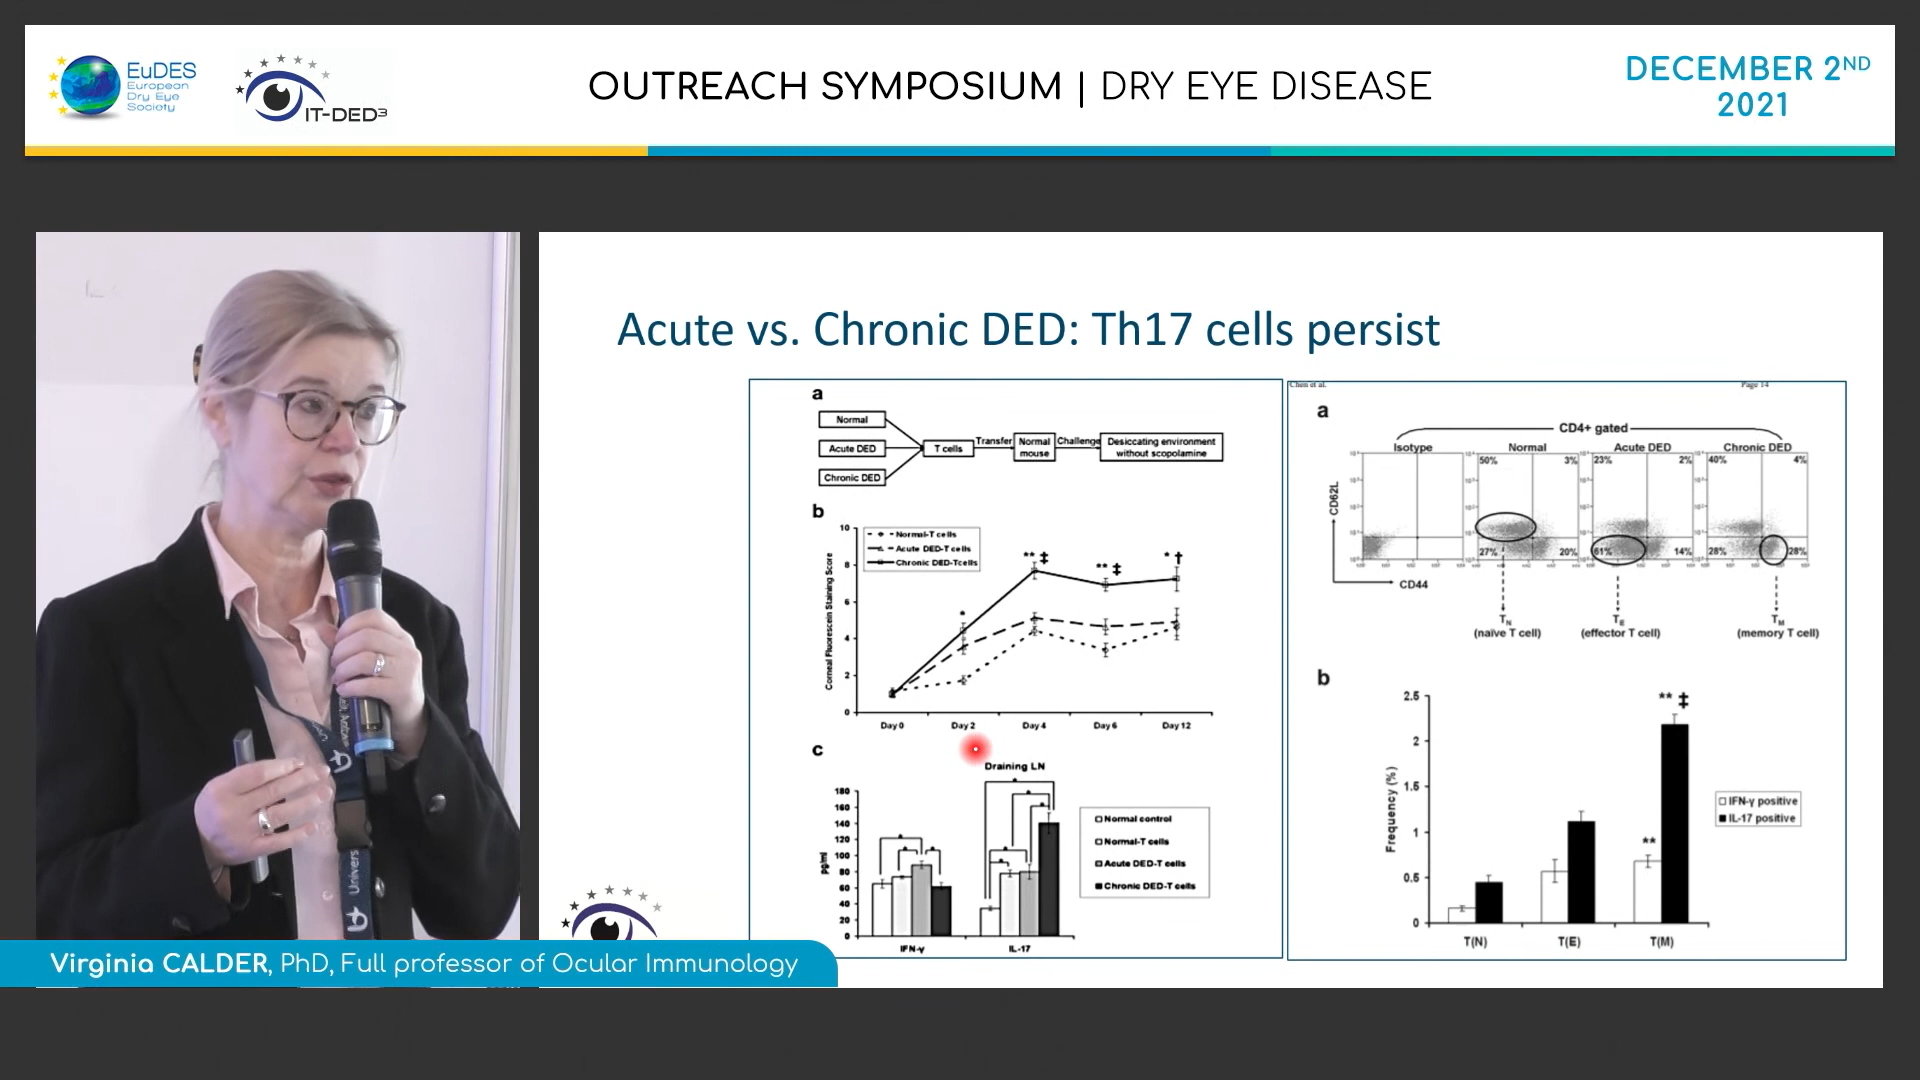 EuDES
European
Dry Eye
Society
IT-DED³
OUTREACH SYMPOSIUM | DRY EYE DISEASE
DECEMBER 2ND
2021
Acute vs. Chronic DED: Th17 cells persist
a
Normal
Acute DED
Chronic DED
T cells
Transfer
Normal
mouse
Challenge
Desiccating environment
without scopolamine
b
Corneal Fluorescein Staining Score
10
8
6
4
2
0
Normal-T cells
Acute DED-T cells
Chronic DED-Tcells
*
** ‡
** ‡
* †
Day 0 Day 2 Day 4 Day 6 Day 12
c
Draining LN
pg/ml
180
160
140
120
100
80
60
40
20
0
IFN-γ IL-17
Normal control
Normal-T cells
Acute DED-T cells
Chronic DED-T cells
Chen et al. Page 14
a
CD4+ gated
Isotype Normal Acute DED Chronic DED
50% 3% 23% 2% 40% 4%
27% 20% 61% 14% 28% 28%
CD62L
CD44
TN TE TM
(naïve T cell) (effector T cell) (memory T cell)
b
Frequency (%)
2.5
2
1.5
1
0.5
0
** ‡
**
T(N) T(E) T(M)
IFN-γ positive
IL-17 positive
Univers
Virginia CALDER, PhD, Full professor of Ocular Immunology